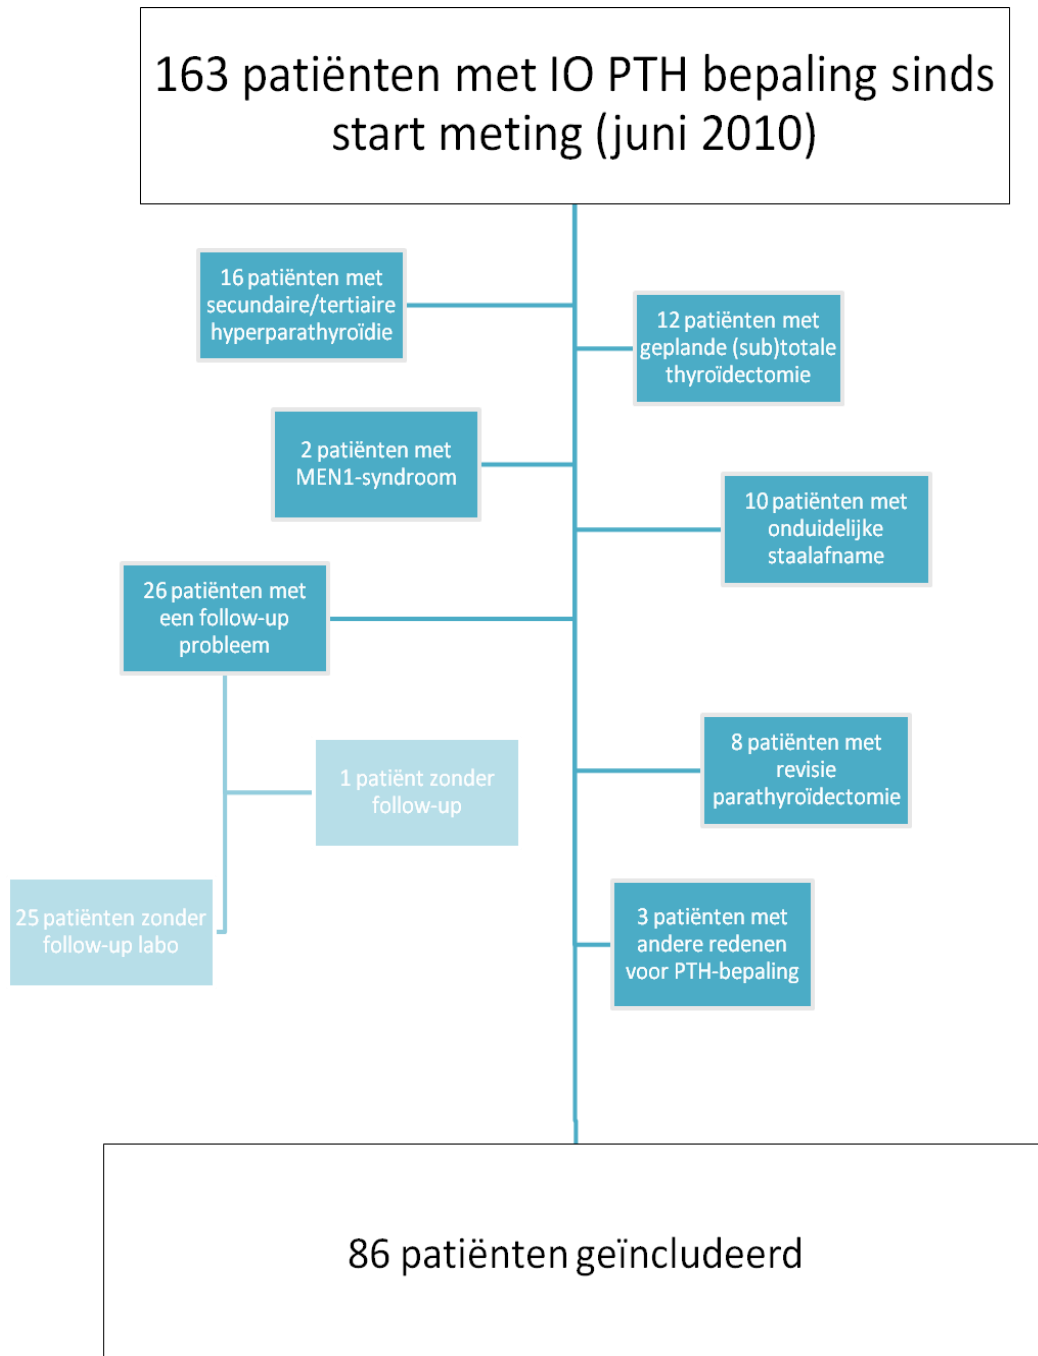 163 patiënten met IO PTH bepaling sinds
start meting (juni 2010)
16 patiënten met
secundaire/tertiaire
hyperparathyroïdie
12 patiënten met
geplande (sub)totale
thyroïdectomie
2 patiënten met
MEN1-syndroom
10 patiënten met
onduidelijke
staalafname
26 patiënten met
een follow-up
probleem
8 patiënten met
revisie
parathyroïdectomie
1 patiënt zonder
follow-up
25 patiënten zonder
follow-up labo
3 patiënten met
andere redenen
voor PTH-bepaling
86 patiënten geïncludeerd